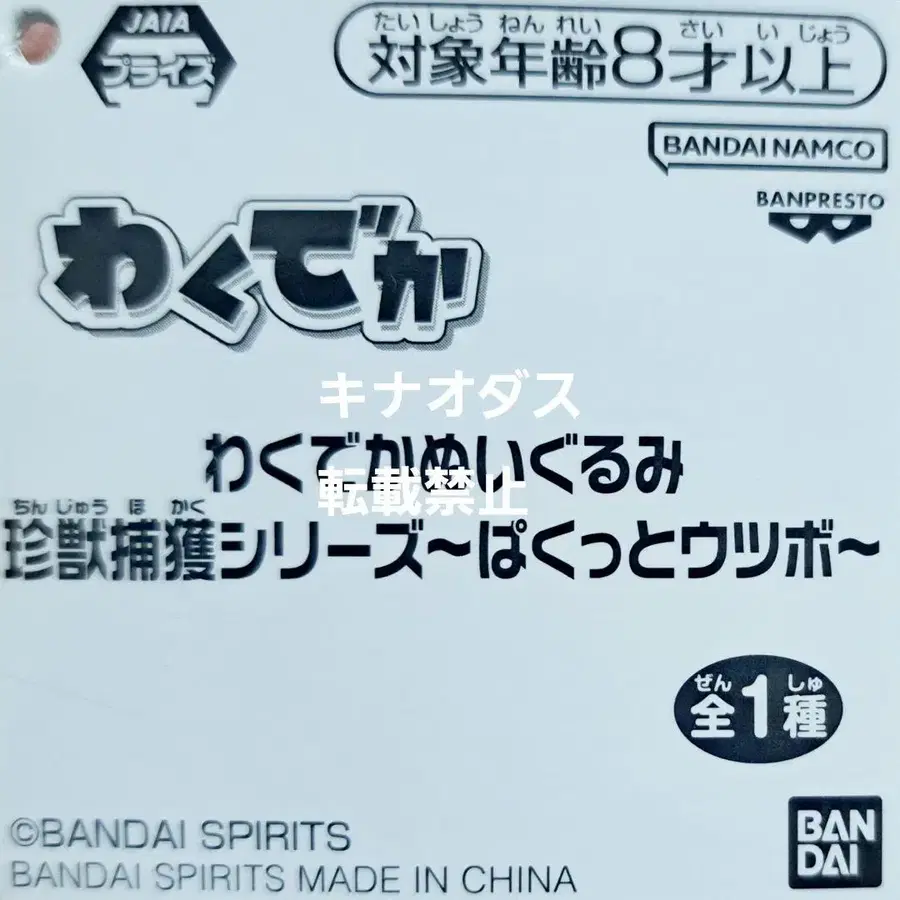 JAIA
プライズ
たいしょうねんれい さい いじょう
対象年齢8才以上
BANDAI NAMCO
BANPRESTO
わくでか
キナオダス
わくでかぬいぐるみ
転載禁止
ちんじゅう ほ かく
珍獣捕獲シリーズ〜ぱくっとウツボ〜
ぜん しゅ
全1種
©BANDAI SPIRITS
BANDAI SPIRITS MADE IN CHINA
BAN
DAI